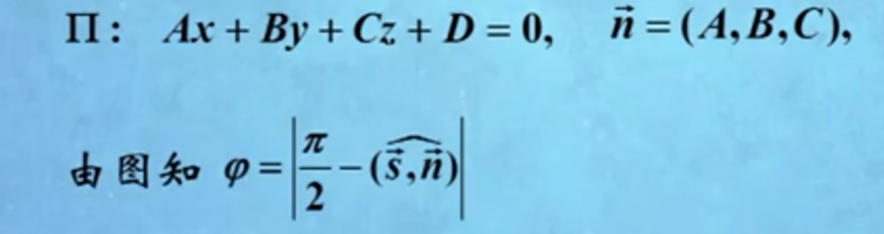 Π： Ax + By + Cz + D = 0, n⃗ = (A, B, C),
由图知 φ = |π/2 − (s⃗, n⃗)^|